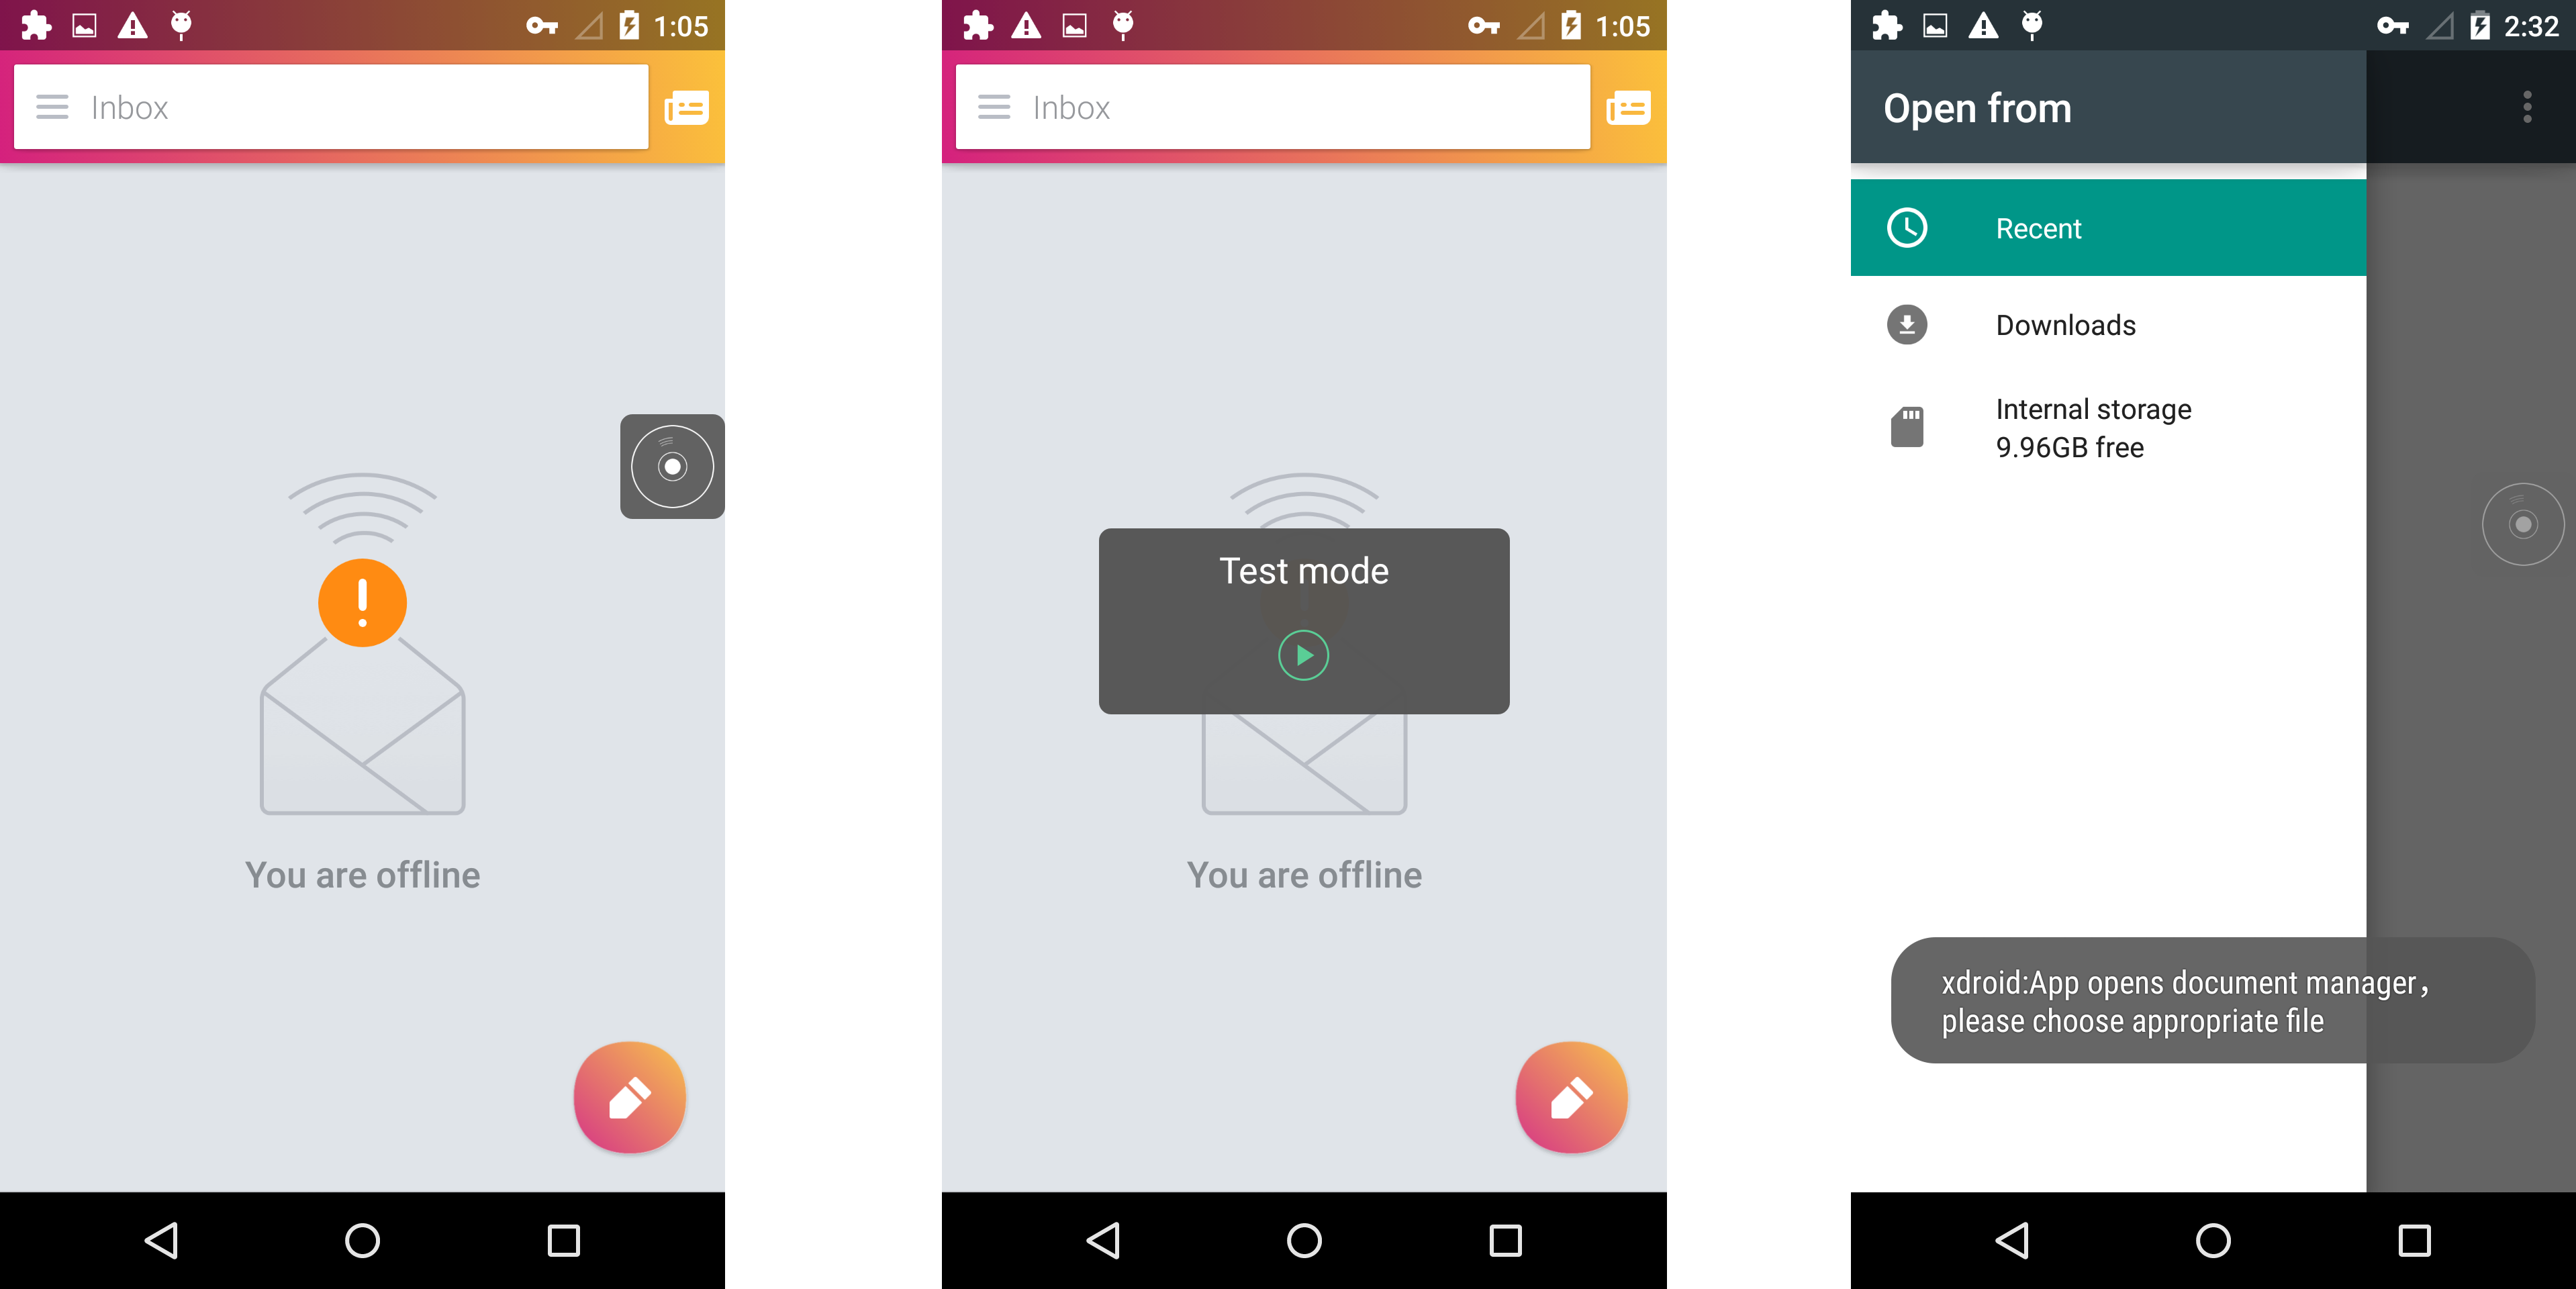 1:05
Inbox
You are offline
1:05
Inbox
Test mode
You are offline
2:32
Open from
Recent
Downloads
Internal storage
9.96GB free
xdroid:App opens document manager，
please choose appropriate file